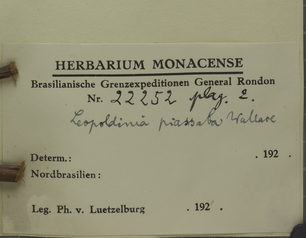 HERBARIUM MONACENSE
Brasilianische Grenzexpeditionen General Rondon
Nr. 22252 plag. 2.
Leopoldinia piassaba Wallace
Determ.: . 192 .
Nordbrasilien:
Leg. Ph. v. Luetzelburg . 192 .